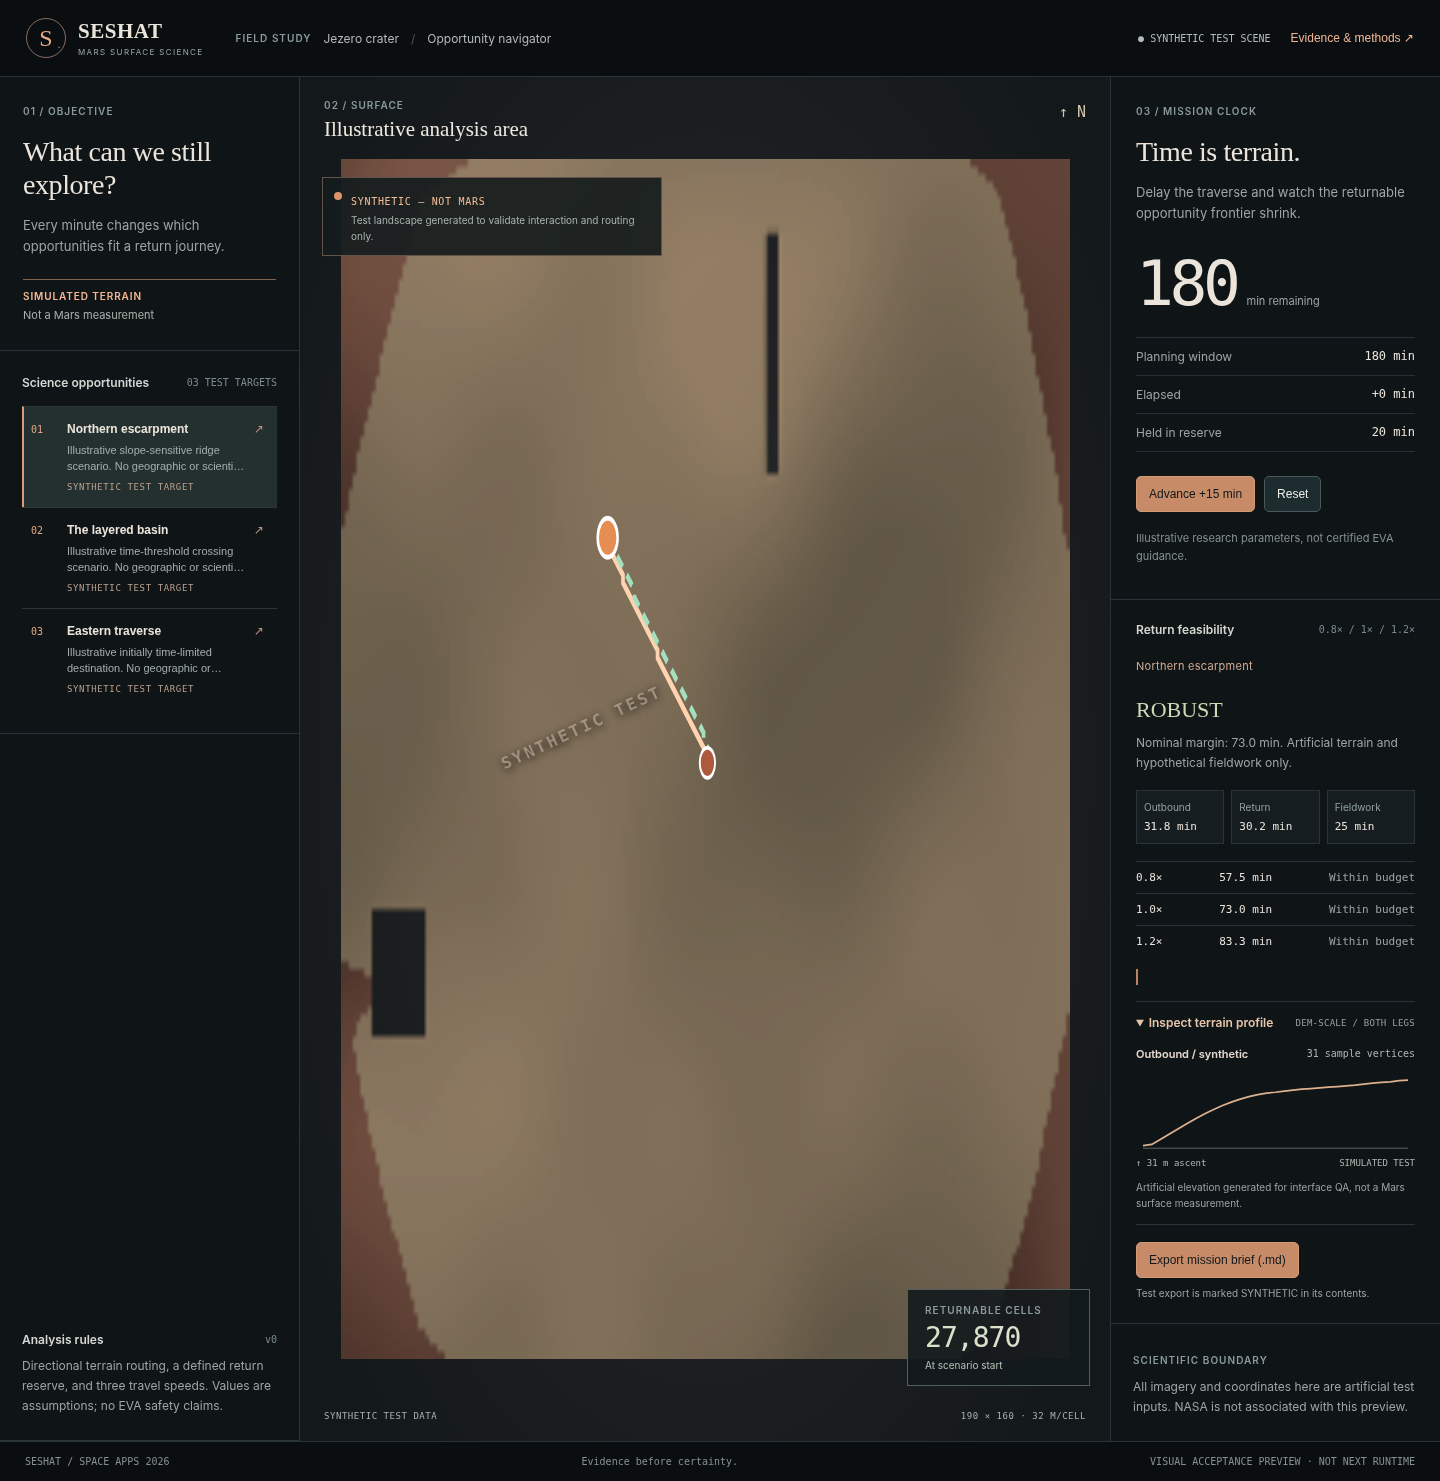 S
SESHAT
MARS SURFACE SCIENCE
FIELD STUDY Jezero crater / Opportunity navigator
● SYNTHETIC TEST SCENE Evidence & methods ↗
01 / OBJECTIVE
What can we still
explore?
Every minute changes which
opportunities fit a return journey.
SIMULATED TERRAIN
Not a Mars measurement
Science opportunities 03 TEST TARGETS
01 Northern escarpment ↗
Illustrative slope-sensitive ridge
scenario. No geographic or scienti…
SYNTHETIC TEST TARGET
02 The layered basin ↗
Illustrative time-threshold crossing
scenario. No geographic or scienti…
SYNTHETIC TEST TARGET
03 Eastern traverse ↗
Illustrative initially time-limited
destination. No geographic or…
SYNTHETIC TEST TARGET
Analysis rules v0
Directional terrain routing, a defined return
reserve, and three travel speeds. Values are
assumptions; no EVA safety claims.
02 / SURFACE
Illustrative analysis area
↑ N
SYNTHETIC — NOT MARS
Test landscape generated to validate interaction and routing
only.
SYNTHETIC TEST
RETURNABLE CELLS
27,870
At scenario start
SYNTHETIC TEST DATA 190 × 160 · 32 M/CELL
03 / MISSION CLOCK
Time is terrain.
Delay the traverse and watch the returnable
opportunity frontier shrink.
180 min remaining
Planning window 180 min
Elapsed +0 min
Held in reserve 20 min
Advance +15 min Reset
Illustrative research parameters, not certified EVA
guidance.
Return feasibility 0.8× / 1× / 1.2×
Northern escarpment
ROBUST
Nominal margin: 73.0 min. Artificial terrain and
hypothetical fieldwork only.
Outbound Return Fieldwork
31.8 min 30.2 min 25 min
0.8× 57.5 min Within budget
1.0× 73.0 min Within budget
1.2× 83.3 min Within budget
▼ Inspect terrain profile DEM-SCALE / BOTH LEGS
Outbound / synthetic 31 sample vertices
↑ 31 m ascent SIMULATED TEST
Artificial elevation generated for interface QA, not a Mars
surface measurement.
Export mission brief (.md)
Test export is marked SYNTHETIC in its contents.
SCIENTIFIC BOUNDARY
All imagery and coordinates here are artificial test
inputs. NASA is not associated with this preview.
SESHAT / SPACE APPS 2026 Evidence before certainty. VISUAL ACCEPTANCE PREVIEW · NOT NEXT RUNTIME